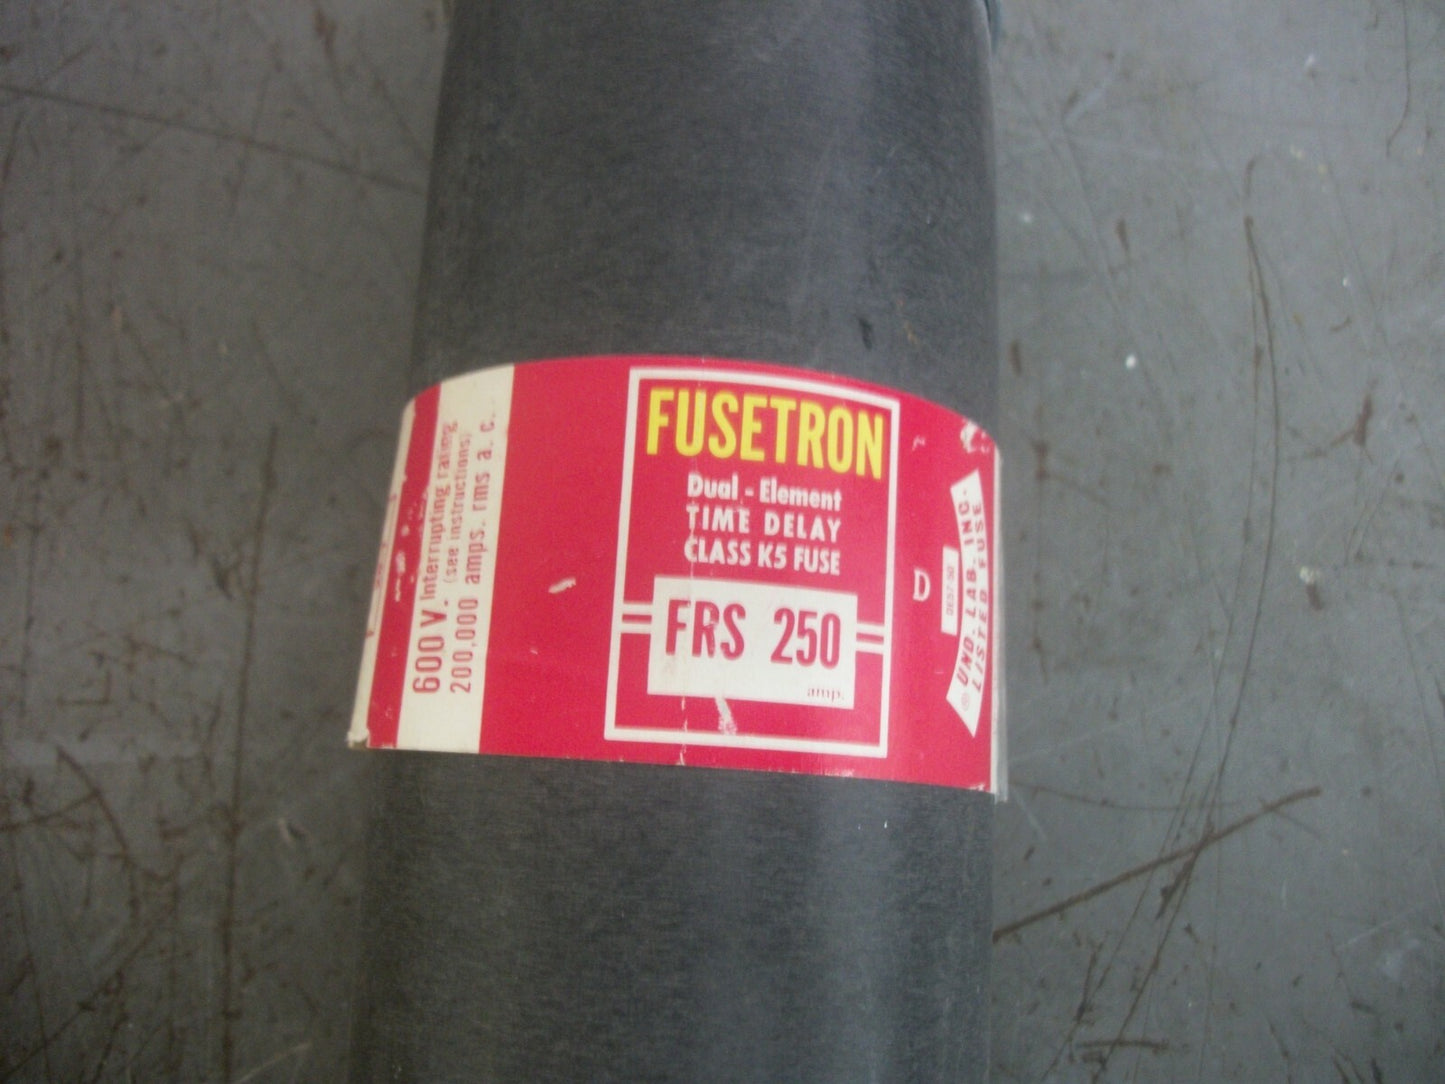 600 V. Interrupting rating
(see instructions)
200,000 amps. rms a. c.
FUSETRON
Dual - Element
TIME DELAY
CLASS K5 FUSE
FRS 250
amp.
D
UND. LAB. INC.
LISTED FUSE